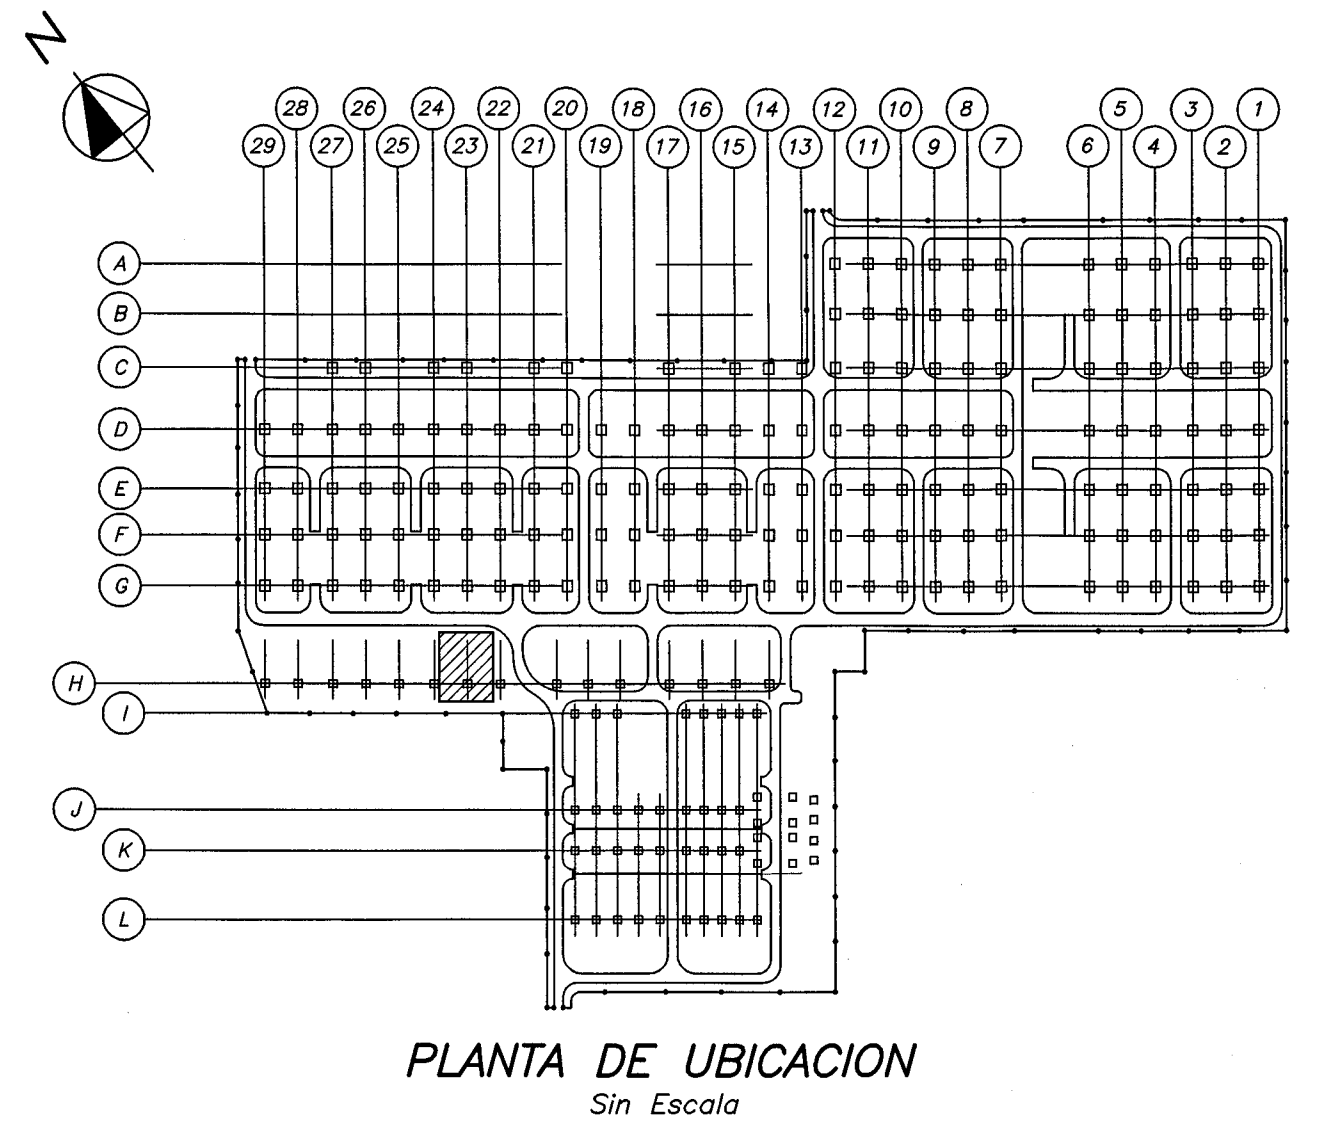 N
28 26 24 22 20 18 16 14 12 10 8 5 3 1
29 27 25 23 21 19 17 15 13 11 9 7 6 4 2
A
B
C
D
E
F
G
H
I
J
K
L
PLANTA DE UBICACION
Sin Escala